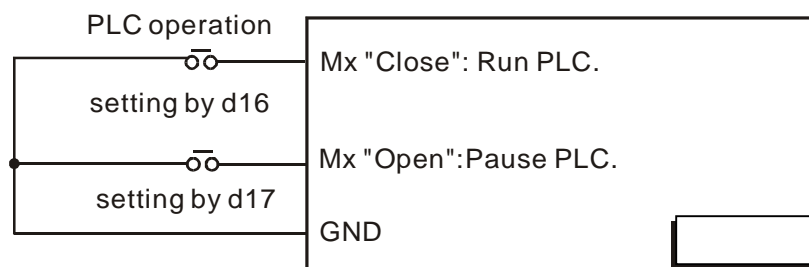 PLC operation
Mx "Close": Run PLC.
setting by d16
Mx "Open":Pause PLC.
setting by d17
GND